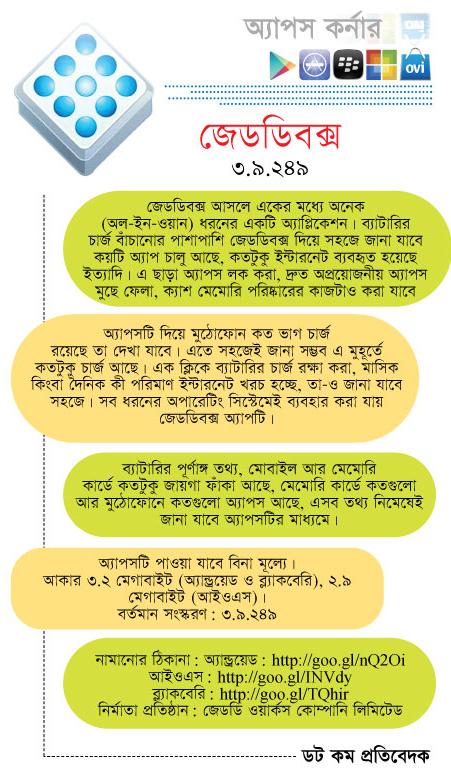 অ্যাপস কর্নার
ovi
জেডডিবক্স
৩.৯.২৪৯
জেডডিবক্স আসলে একের মধ্যে অনেক
(অল-ইন-ওয়ান) ধরনের একটি অ্যাপ্লিকেশন। ব্যাটারির
চার্জ বাঁচানোর পাশাপাশি জেডডিবক্স দিয়ে সহজে জানা যাবে
কয়টি অ্যাপ চালু আছে, কতটুকু ইন্টারনেট ব্যবহৃত হয়েছে
ইত্যাদি। এ ছাড়া অ্যাপস লক করা, দ্রুত অপ্রয়োজনীয় অ্যাপস
মুছে ফেলা, ক্যাশ মেমোরি পরিষ্কারের কাজটাও করা যাবে
অ্যাপসটি দিয়ে মুঠোফোন কত ভাগ চার্জ
রয়েছে তা দেখা যাবে। এতে সহজেই জানা সম্ভব এ মুহূর্তে
কতটুকু চার্জ আছে। এক ক্লিকে ব্যাটারির চার্জ রক্ষা করা, মাসিক
কিংবা দৈনিক কী পরিমাণ ইন্টারনেট খরচ হচ্ছে, তা-ও জানা যাবে
সহজে। সব ধরনের অপারেটিং সিস্টেমেই ব্যবহার করা যায়
জেডডিবক্স অ্যাপটি।
ব্যাটারির পূর্ণাঙ্গ তথ্য, মোবাইল আর মেমোরি
কার্ডে কতটুকু জায়গা ফাঁকা আছে, মেমোরি কার্ডে কতগুলো
আর মুঠোফোনে কতগুলো অ্যাপস আছে, এসব তথ্য নিমেষেই
জানা যাবে অ্যাপসটির মাধ্যমে।
অ্যাপসটি পাওয়া যাবে বিনা মূল্যে।
আকার ৩.২ মেগাবাইট (অ্যান্ড্রয়েড ও ব্ল্যাকবেরি), ২.৯
মেগাবাইট (আইওএস)।
বর্তমান সংস্করণ : ৩.৯.২৪৯
নামানোর ঠিকানা : অ্যান্ড্রয়েড : http://goo.gl/nQ2Oi
আইওএস : http://goo.gl/INVdy
ব্ল্যাকবেরি : http://goo.gl/TQhir
নির্মাতা প্রতিষ্ঠান : জেডডি ওয়ার্কস কোম্পানি লিমিটেড
ডট কম প্রতিবেদক